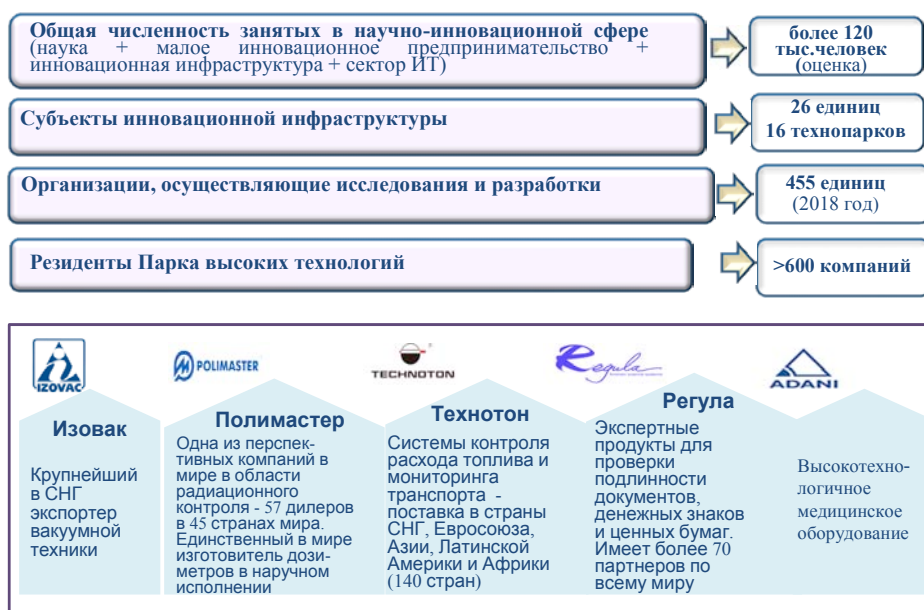 Общая численность занятых в научно-инновационной сфере
(наука + малое инновационное предпринимательство +
инновационная инфраструктура + сектор ИТ)
более 120
тыс.человек
(оценка)
Субъекты инновационной инфраструктуры
26 единиц
16 технопарков
Организации, осуществляющие исследования и разработки
455 единиц
(2018 год)
Резиденты Парка высоких технологий
>600 компаний
IZOVAC
Изовак
Крупнейший
в СНГ
экспортер
вакуумной
техники
POLIMASTER
Полимастер
Одна из перспек-
тивных компаний в
мире в области
радиационного
контроля - 57 дилеров
в 45 странах мира.
Единственный в мире
изготовитель дози-
метров в наручном
исполнении
TECHNOTON
Технотон
Системы контроля
расхода топлива и
мониторинга
транспорта -
поставка в страны
СНГ, Евросоюза,
Азии, Латинской
Америки и Африки
(140 стран)
Regula
Регула
Экспертные
продукты для
проверки
подлинности
документов,
денежных знаков
и ценных бумаг.
Имеет более 70
партнеров по
всему миру
ADANI
Высокотехно-
логичное
медицинское
оборудование